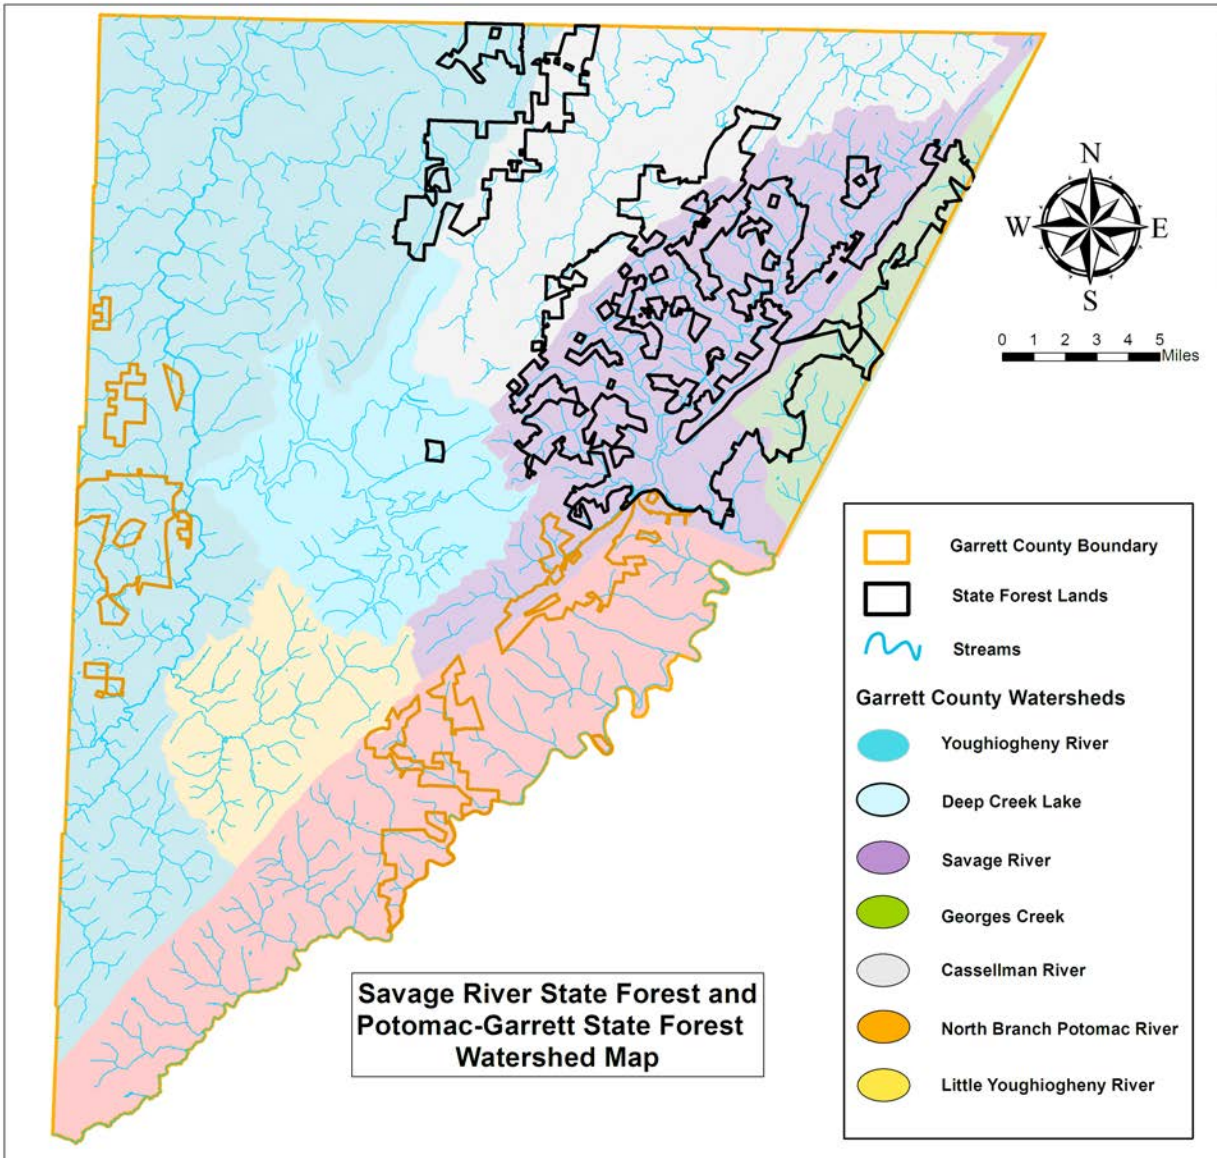 N
W
E
S
0 1 2 3 4 5
Miles
Garrett County Boundary
State Forest Lands
Streams
Garrett County Watersheds
Youghiogheny River
Deep Creek Lake
Savage River
Georges Creek
Cassellman River
North Branch Potomac River
Little Youghiogheny River
Savage River State Forest and
Potomac-Garrett State Forest
Watershed Map